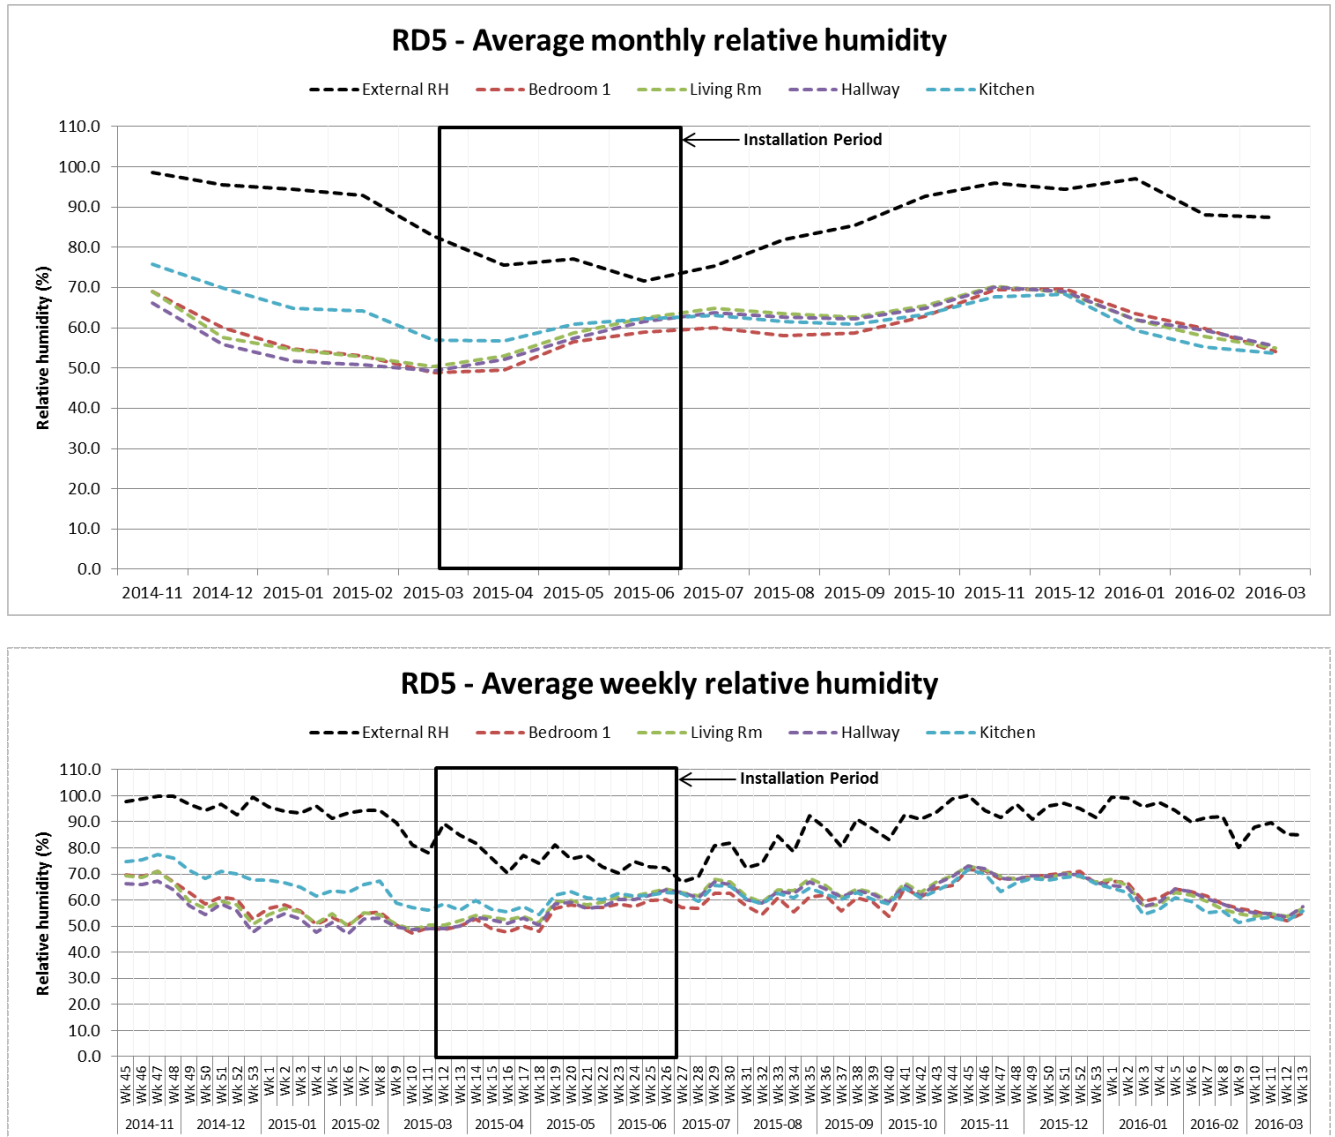 RD5 - Average monthly relative humidity
External RH Bedroom 1 Living Rm Hallway Kitchen
Installation Period
Relative humidity (%)
110.0
100.0
90.0
80.0
70.0
60.0
50.0
40.0
30.0
20.0
10.0
0.0
2014-11 2014-12 2015-01 2015-02 2015-03 2015-04 2015-05 2015-06 2015-07 2015-08 2015-09 2015-10 2015-11 2015-12 2016-01 2016-02 2016-03
RD5 - Average weekly relative humidity
External RH Bedroom 1 Living Rm Hallway Kitchen
Installation Period
Relative humidity (%)
110.0
100.0
90.0
80.0
70.0
60.0
50.0
40.0
30.0
20.0
10.0
0.0
Wk 45 Wk 46 Wk 47 Wk 48 Wk 49 Wk 50 Wk 51 Wk 52 Wk 53 Wk 1 Wk 2 Wk 3 Wk 4 Wk 5 Wk 6 Wk 7 Wk 8 Wk 9 Wk 10 Wk 11 Wk 12 Wk 13 Wk 14 Wk 15 Wk 16 Wk 17 Wk 18 Wk 19 Wk 20 Wk 21 Wk 22 Wk 23 Wk 24 Wk 25 Wk 26 Wk 27 Wk 28 Wk 29 Wk 30 Wk 31 Wk 32 Wk 33 Wk 34 Wk 35 Wk 36 Wk 37 Wk 38 Wk 39 Wk 40 Wk 41 Wk 42 Wk 43 Wk 44 Wk 45 Wk 46 Wk 47 Wk 48 Wk 49 Wk 50 Wk 51 Wk 52 Wk 53 Wk 1 Wk 2 Wk 3 Wk 4 Wk 5 Wk 6 Wk 7 Wk 8 Wk 9 Wk 10 Wk 11 Wk 12 Wk 13
2014-11 2014-12 2015-01 2015-02 2015-03 2015-04 2015-05 2015-06 2015-07 2015-08 2015-09 2015-10 2015-11 2015-12 2016-01 2016-02 2016-03